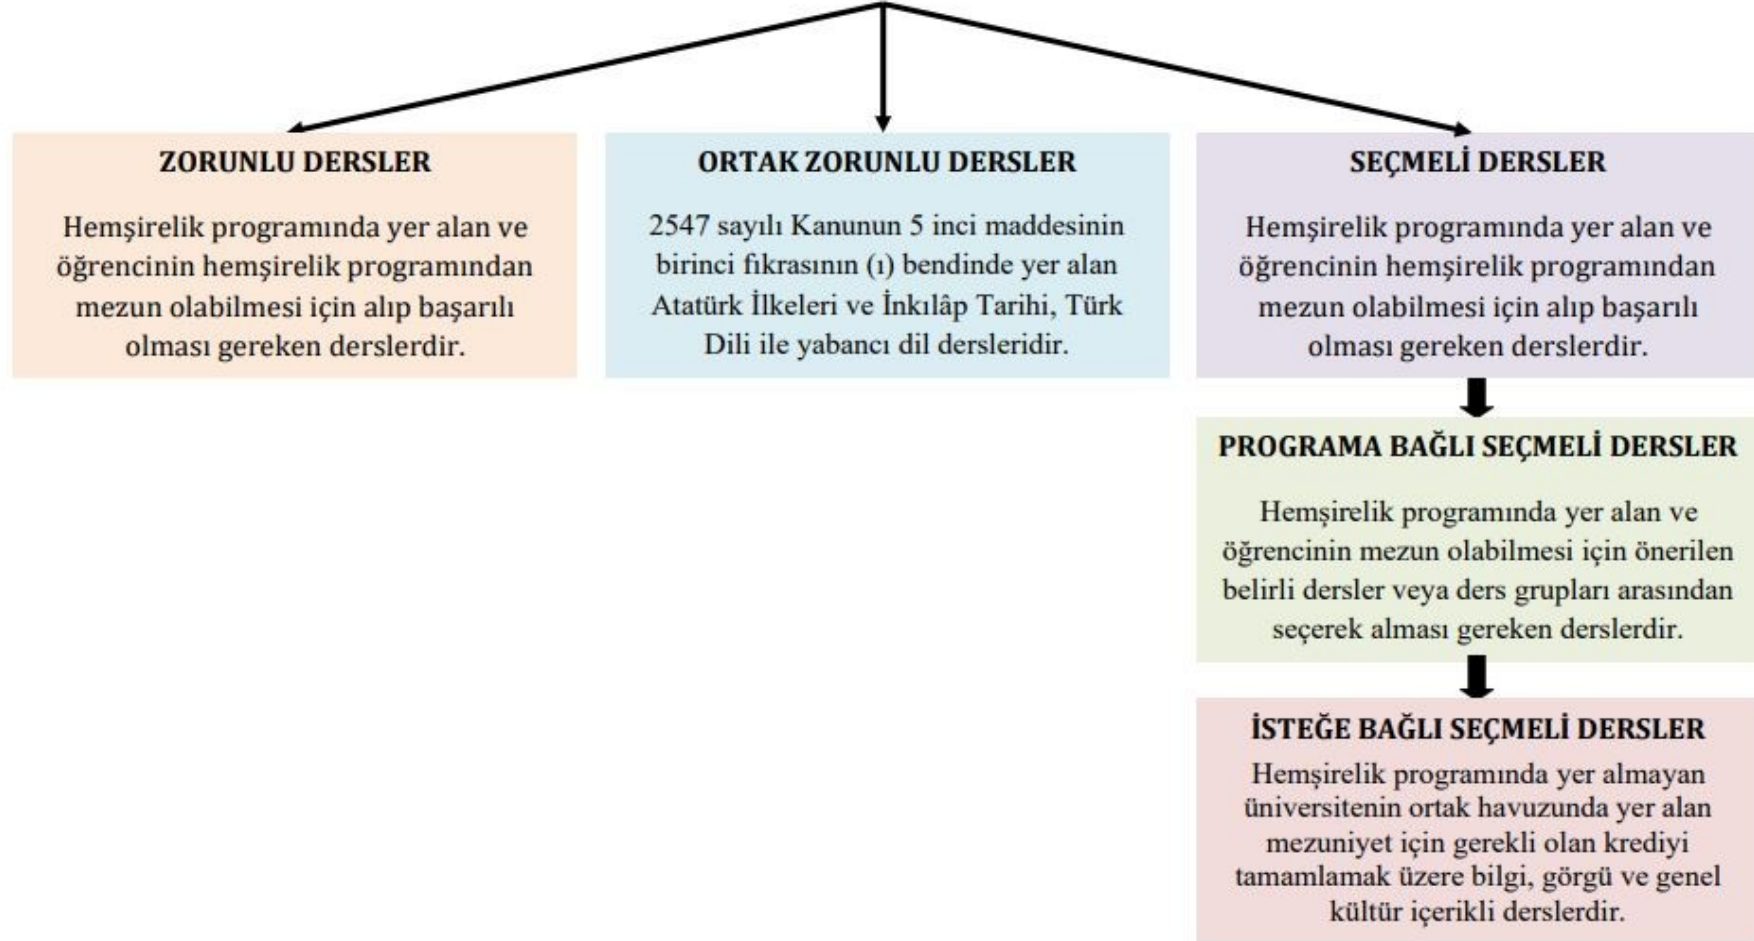 ZORUNLU DERSLER
Hemşirelik programında yer alan ve
öğrencinin hemşirelik programından
mezun olabilmesi için alıp başarılı
olması gereken derslerdir.
ORTAK ZORUNLU DERSLER
2547 sayılı Kanunun 5 inci maddesinin
birinci fıkrasının (ı) bendinde yer alan
Atatürk İlkeleri ve İnkılâp Tarihi, Türk
Dili ile yabancı dil dersleridir.
SEÇMELİ DERSLER
Hemşirelik programında yer alan ve
öğrencinin hemşirelik programından
mezun olabilmesi için alıp başarılı
olması gereken derslerdir.
PROGRAMA BAĞLI SEÇMELİ DERSLER
Hemşirelik programında yer alan ve
öğrencinin mezun olabilmesi için önerilen
belirli dersler veya ders grupları arasından
seçerek alması gereken derslerdir.
İSTEĞE BAĞLI SEÇMELİ DERSLER
Hemşirelik programında yer almayan
üniversitenin ortak havuzunda yer alan
mezuniyet için gerekli olan krediyi
tamamlamak üzere bilgi, görgü ve genel
kültür içerikli derslerdir.